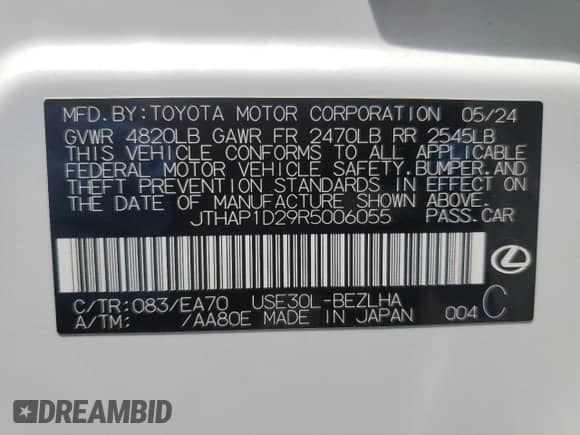 MFD.BY:TOYOTA MOTOR CORPORATION 05/24
GVWR 4820LB GAWR FR 2470LB RR 2545LB
THIS VEHICLE CONFORMS TO ALL APPLICABLE
FEDERAL MOTOR VEHICLE SAFETY,BUMPER,AND
THEFT PREVENTION STANDARDS IN EFFECT ON
THE DATE OF MANUFACTURE SHOWN ABOVE.
JTHAP1D29R5006055 PASS.CAR
C/TR:083/EA70 USE30L-BEZLHA
A/TM: /AA80E MADE IN JAPAN 004 C
DREAMBID